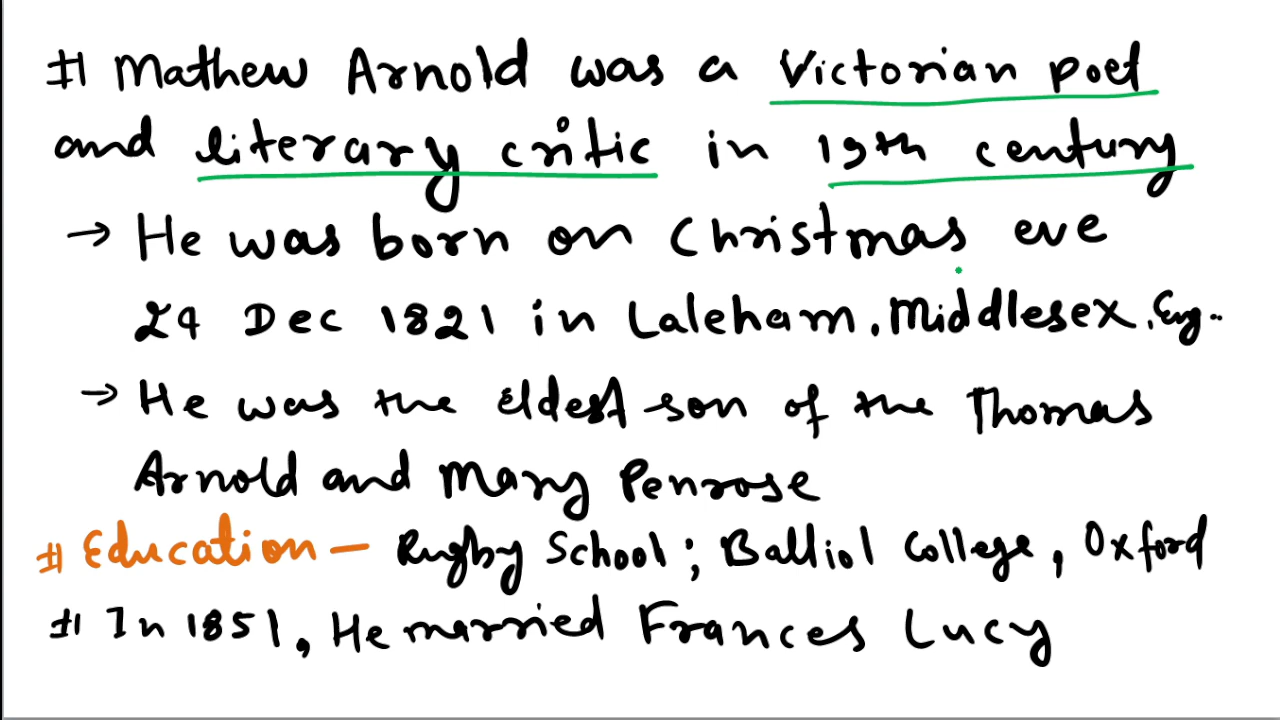 # Mathew Arnold was a Victorian poet
and literary critic in 19th century
→ He was born on Christmas eve
24 Dec 1821 in Laleham, Middlesex, Eng..
→ He was the Eldest son of the Thomas
Arnold and Mary Penrose
# Education — Rugby School; Balliol College, Oxford
# In 1851, He married Frances Lucy